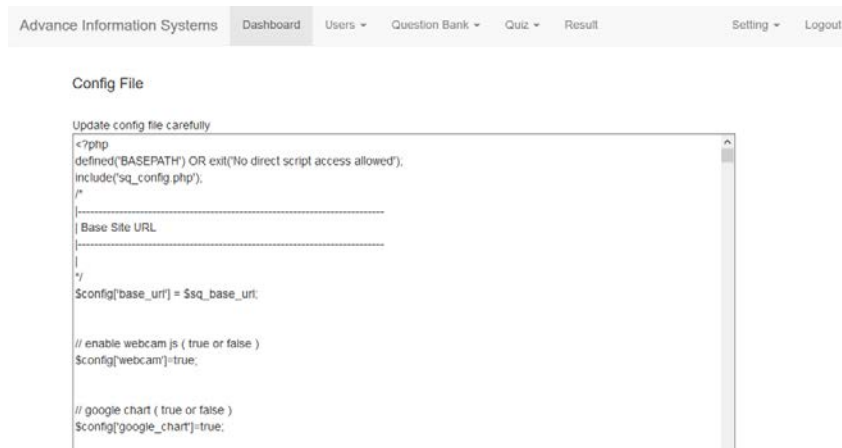 Advance Information Systems Dashboard Users Question Bank Quiz Result Setting Logout
Config File
Update config file carefully
<?php
defined('BASEPATH') OR exit('No direct script access allowed');
include('sq_config.php');
/*
|--------------------------------------------------------------------------
| Base Site URL
|--------------------------------------------------------------------------
|
*/
$config['base_url'] = $sq_base_url;
// enable webcam js ( true or false )
$config['webcam']=true;
// google chart ( true or false )
$config['google_chart']=true;